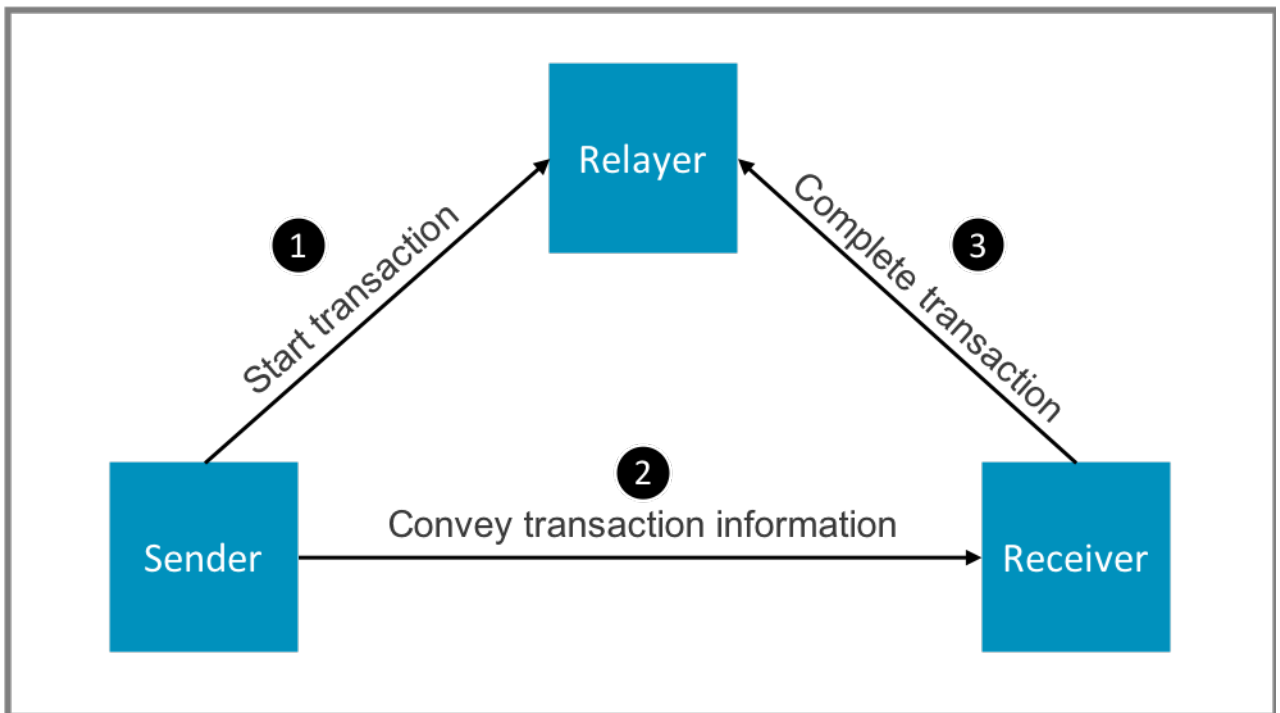 Relayer
1
Start transaction
3
Complete transaction
2
Convey transaction information
Sender
Receiver